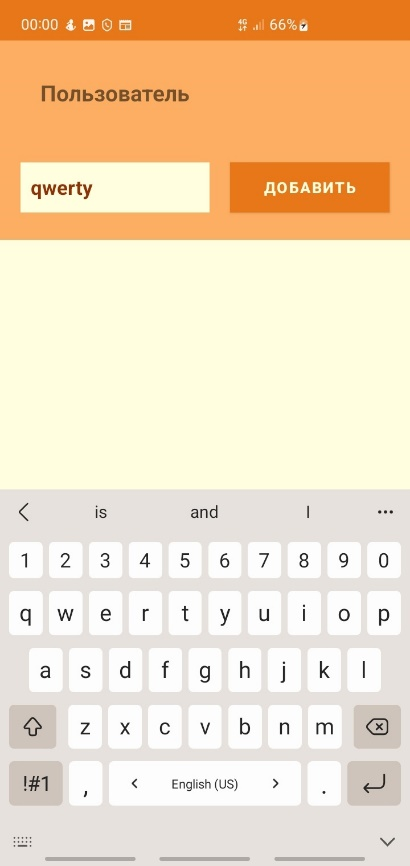 00:00 4G 66%
Пользователь
qwerty ДОБАВИТЬ
is and I
1 2 3 4 5 6 7 8 9 0
q w e r t y u i o p
a s d f g h j k l
z x c v b n m
!#1 , English (US) .